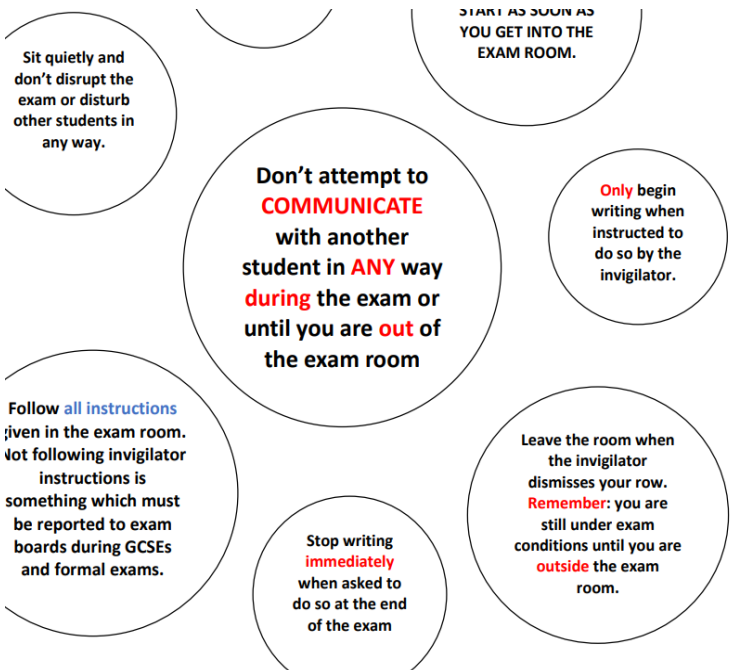 START AS SOON AS
YOU GET INTO THE
EXAM ROOM.
Sit quietly and
don’t disrupt the
exam or disturb
other students in
any way.
Don’t attempt to
COMMUNICATE
with another
student in ANY way
during the exam or
until you are out of
the exam room
Only begin
writing when
instructed to
do so by the
invigilator.
Follow all instructions
given in the exam room.
Not following invigilator
instructions is
something which must
be reported to exam
boards during GCSEs
and formal exams.
Leave the room when
the invigilator
dismisses your row.
Remember: you are
still under exam
conditions until you are
outside the exam
room.
Stop writing
immediately
when asked to
do so at the end
of the exam